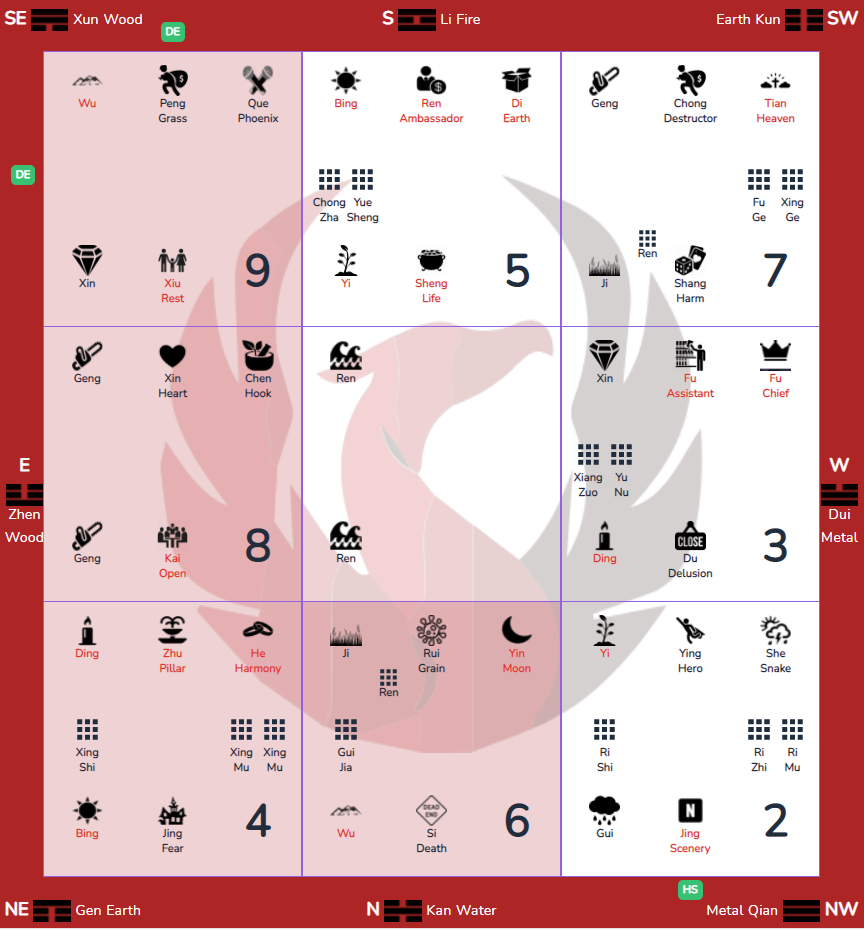 SE Xun Wood S Li Fire Earth Kun SW
DE
Wu Peng Grass Que Phoenix
Bing Ren Ambassador Di Earth
Geng Chong Destructor Tian Heaven
DE
Chong Zha Yue Sheng
Fu Ge Xing Ge
Xin Xiu Rest 9
Yi Sheng Life 5
Ren
Ji Shang Harm 7
Geng Xin Heart Chen Hook
Ren
Xin Fu Assistant Fu Chief
E
Zhen
Wood
Xiang Zuo Yu Nu
W
Dui
Metal
Geng Kai Open 8
Ren
Ding CLOSE Du Delusion 3
Ding Zhu Pillar He Harmony
Ji Rui Grain Yin Moon
Ren
Yi Ying Hero She Snake
Xing Shi Xing Mu Xing Mu
Gui Jia
Ri Shi Ri Zhi Ri Mu
Bing Jing Fear 4
Wu DEAD END Si Death 6
Gui N Jing Scenery 2
HS
NE Gen Earth N Kan Water Metal Qian NW